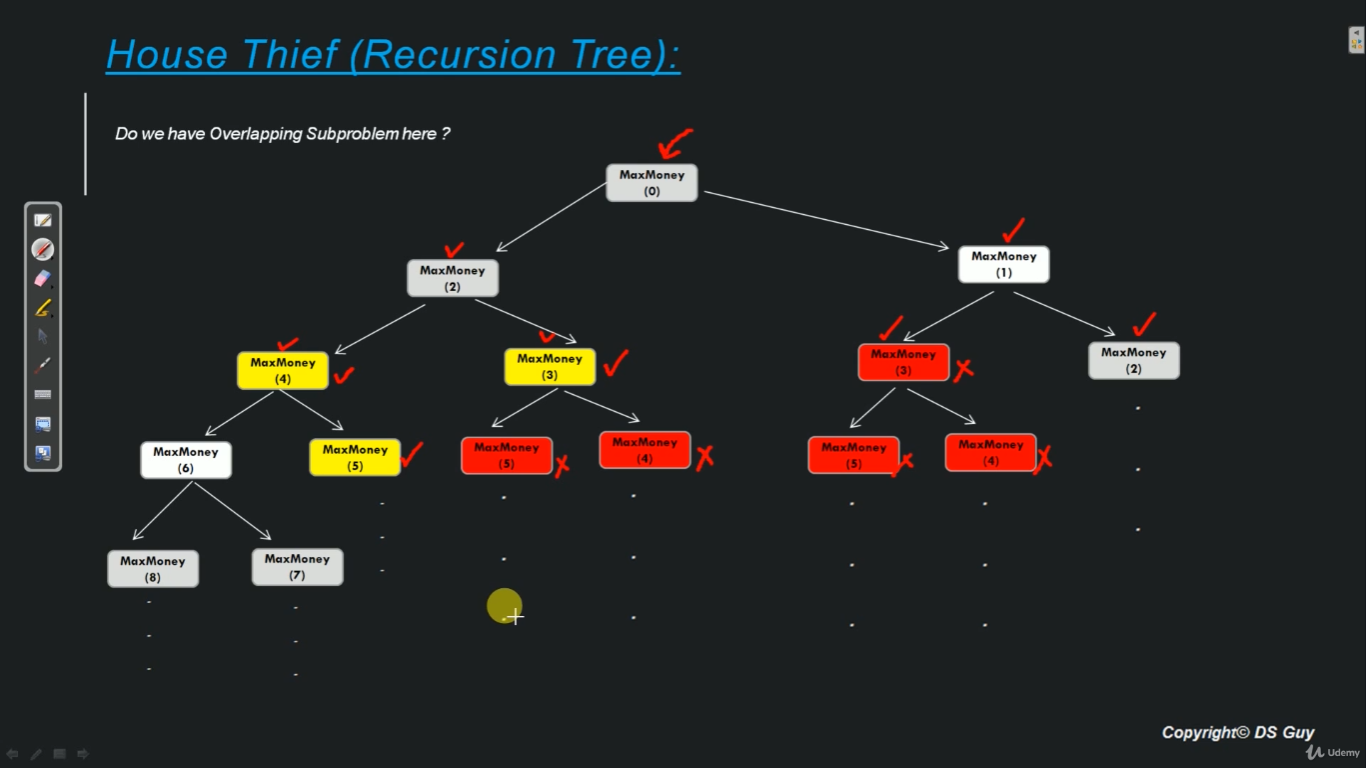 House Thief (Recursion Tree):
Do we have Overlapping Subproblem here ?
MaxMoney
(0)
MaxMoney
(2)
MaxMoney
(1)
MaxMoney
(4)
MaxMoney
(3)
MaxMoney
(3)
MaxMoney
(2)
MaxMoney
(6)
MaxMoney
(5)
MaxMoney
(5)
MaxMoney
(4)
MaxMoney
(5)
MaxMoney
(4)
MaxMoney
(8)
MaxMoney
(7)
Copyright© DS Guy
Udemy